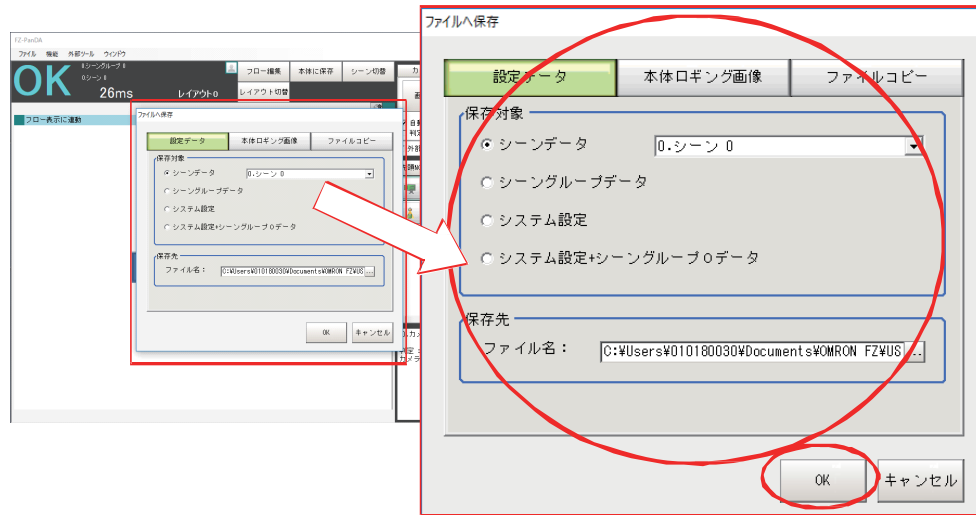 FZ-PanDA
ファイル 機能 外部ツール ウィンドウ
OK
0シーングループ 0
0シーン 0
26ms
レイアウト0
フロー編集
本体に保存
シーン切替
レイアウト切替
フロー表示に連動
ファイルへ保存
設定データ
本体ロギング画像
ファイルコピー
保存対象
シーンデータ
0.シーン 0
シーングループデータ
システム設定
システム設定+シーングループ0データ
保存先
ファイル名:
C:¥Users¥010180030¥Documents¥OMRON FZ¥US
...
OK
キャンセル
ファイルへ保存
設定データ
本体ロギング画像
ファイルコピー
保存対象
シーンデータ
0.シーン 0
シーングループデータ
システム設定
システム設定+シーングループ0データ
保存先
ファイル名:
C:¥Users¥010180030¥Documents¥OMRON FZ¥US
...
OK
キャンセル